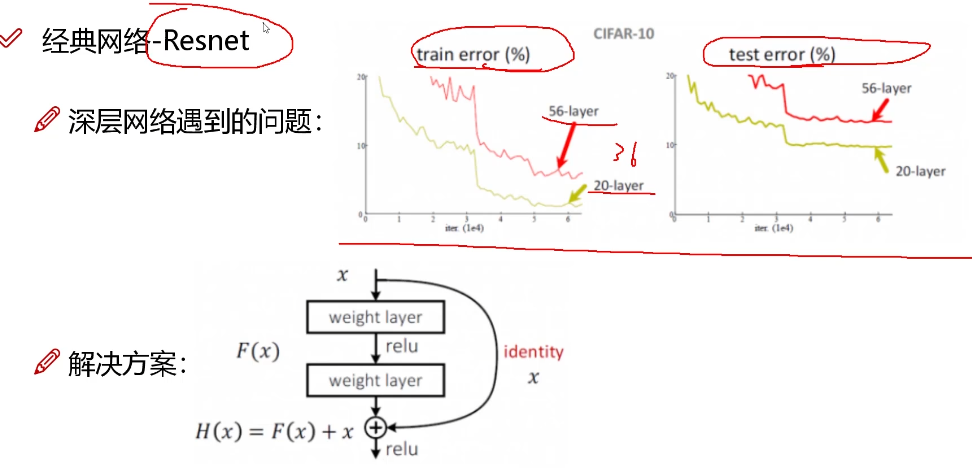 经典网络-Resnet
CIFAR-10
train error (%)
test error (%)
深层网络遇到的问题：
20
10
0
0 1 2 3 4 5 6
iter. (1e4)
56-layer
36
20-layer
20
10
0
0 1 2 3 4 5 6
iter. (1e4)
56-layer
20-layer
解决方案：
x
weight layer
relu
F(x)
weight layer
identity
x
H(x) = F(x) + x
relu